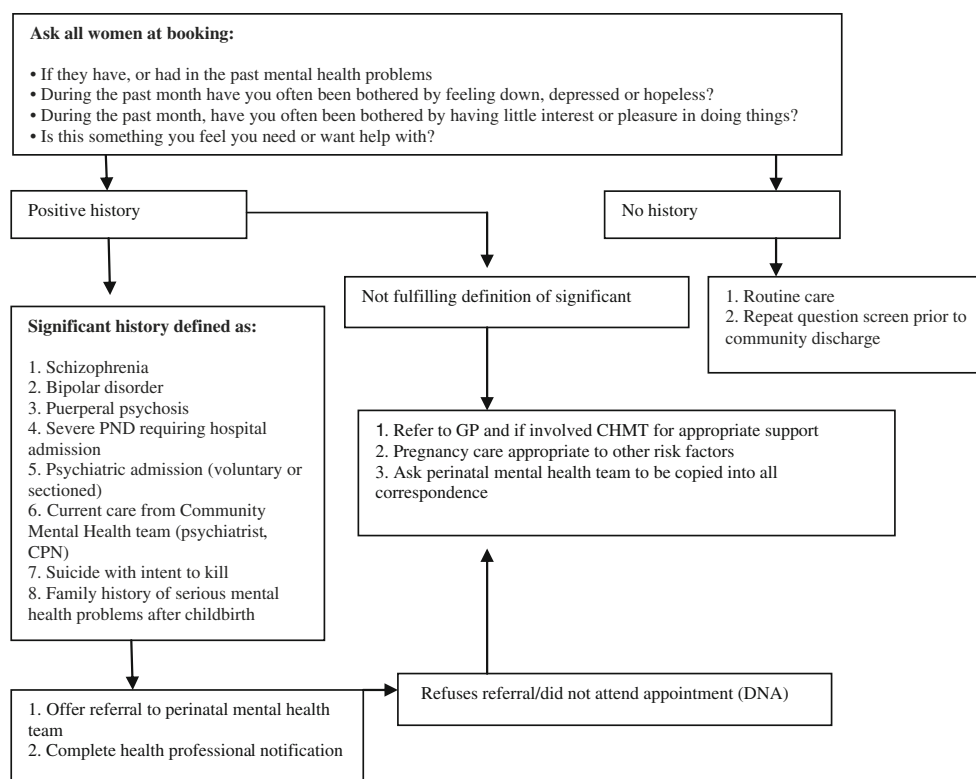 Ask all women at booking:
• If they have, or had in the past mental health problems
• During the past month have you often been bothered by feeling down, depressed or hopeless?
• During the past month, have you often been bothered by having little interest or pleasure in doing things?
• Is this something you feel you need or want help with?
Positive history
No history
Not fulfilling definition of significant
1. Routine care
2. Repeat question screen prior to
community discharge
Significant history defined as:
1. Schizophrenia
2. Bipolar disorder
3. Puerperal psychosis
4. Severe PND requiring hospital
admission
5. Psychiatric admission (voluntary or
sectioned)
6. Current care from Community
Mental Health team (psychiatrist,
CPN)
7. Suicide with intent to kill
8. Family history of serious mental
health problems after childbirth
1. Refer to GP and if involved CHMT for appropriate support
2. Pregnancy care appropriate to other risk factors
3. Ask perinatal mental health team to be copied into all
correspondence
Refuses referral/did not attend appointment (DNA)
1. Offer referral to perinatal mental health
team
2. Complete health professional notification